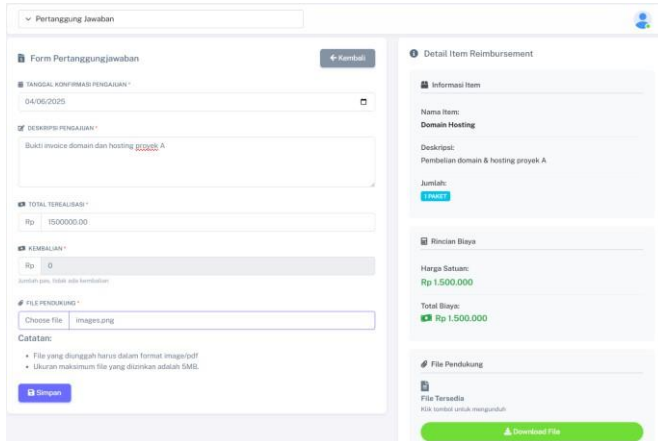 Pertanggung Jawaban
Form Pertanggungjawaban
← Kembali
TANGGAL KONFIRMASI PENGAJUAN *
04/06/2025
DESKRIPSI PENGAJUAN *
Bukti invoice domain dan hosting proyek A
TOTAL TEREALISASI *
Rp 1500000.00
KEMBALIAN *
Rp 0
Jumlah pas, tidak ada kembalian
FILE PENDUKUNG *
Choose file images.png
Catatan:
• File yang diunggah harus dalam format image/pdf
• Ukuran maksimum file yang diizinkan adalah 5MB.
Simpan
Detail Item Reimbursement
Informasi Item
Nama Item:
Domain Hosting
Deskripsi:
Pembelian domain & hosting proyek A
Jumlah:
1 PAKET
Rincian Biaya
Harga Satuan:
Rp 1.500.000
Total Biaya:
Rp 1.500.000
File Pendukung
File Tersedia
Klik tombol untuk mengunduh
Download File